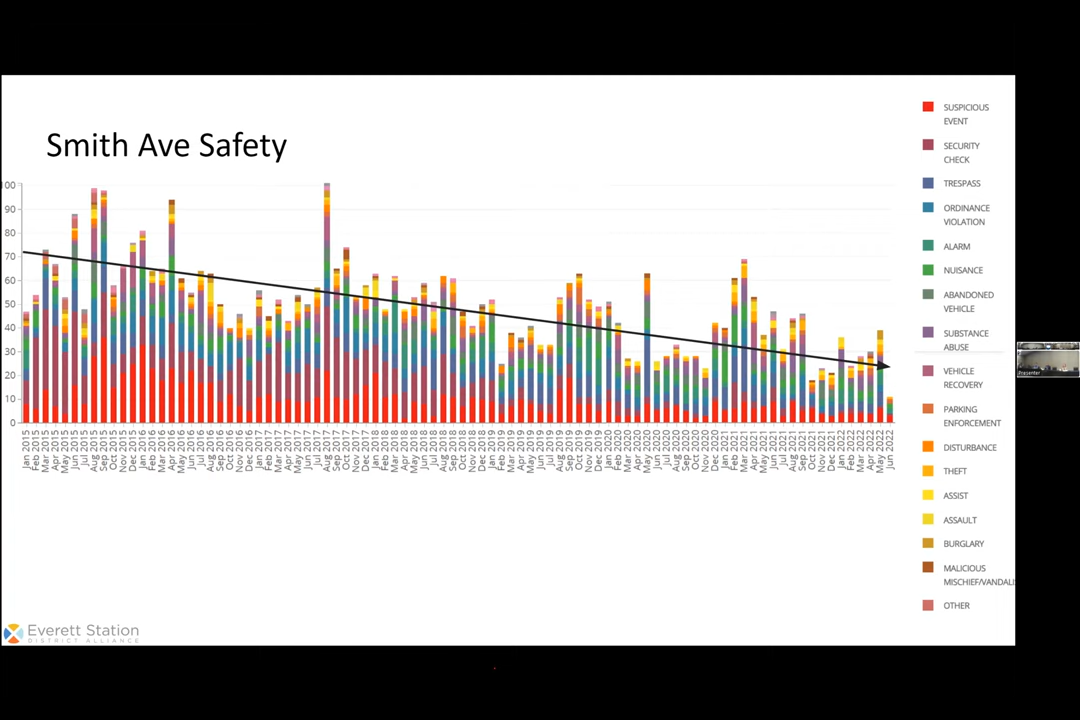 Smith Ave Safety
100
90
80
70
60
50
40
30
20
10
0
Jan 2015
Feb 2015
Mar 2015
Apr 2015
May 2015
Jun 2015
Jul 2015
Aug 2015
Sep 2015
Oct 2015
Nov 2015
Dec 2015
Jan 2016
Feb 2016
Mar 2016
Apr 2016
May 2016
Jun 2016
Jul 2016
Aug 2016
Sep 2016
Oct 2016
Nov 2016
Dec 2016
Jan 2017
Feb 2017
Mar 2017
Apr 2017
May 2017
Jun 2017
Jul 2017
Aug 2017
Sep 2017
Oct 2017
Nov 2017
Dec 2017
Jan 2018
Feb 2018
Mar 2018
Apr 2018
May 2018
Jun 2018
Jul 2018
Aug 2018
Sep 2018
Oct 2018
Nov 2018
Dec 2018
Jan 2019
Feb 2019
Mar 2019
Apr 2019
May 2019
Jun 2019
Jul 2019
Aug 2019
Sep 2019
Oct 2019
Nov 2019
Dec 2019
Jan 2020
Feb 2020
Mar 2020
Apr 2020
May 2020
Jun 2020
Jul 2020
Aug 2020
Sep 2020
Oct 2020
Nov 2020
Dec 2020
Jan 2021
Feb 2021
Mar 2021
Apr 2021
May 2021
Jun 2021
Jul 2021
Aug 2021
Sep 2021
Oct 2021
Nov 2021
Dec 2021
Jan 2022
Feb 2022
Mar 2022
Apr 2022
May 2022
Jun 2022
SUSPICIOUS
EVENT
SECURITY
CHECK
TRESPASS
ORDINANCE
VIOLATION
ALARM
NUISANCE
ABANDONED
VEHICLE
SUBSTANCE
ABUSE
VEHICLE
RECOVERY
PARKING
ENFORCEMENT
DISTURBANCE
THEFT
ASSIST
ASSAULT
BURGLARY
MALICIOUS
MISCHIEF/VANDALI
OTHER
Presenter
Everett Station
DISTRICT ALLIANCE